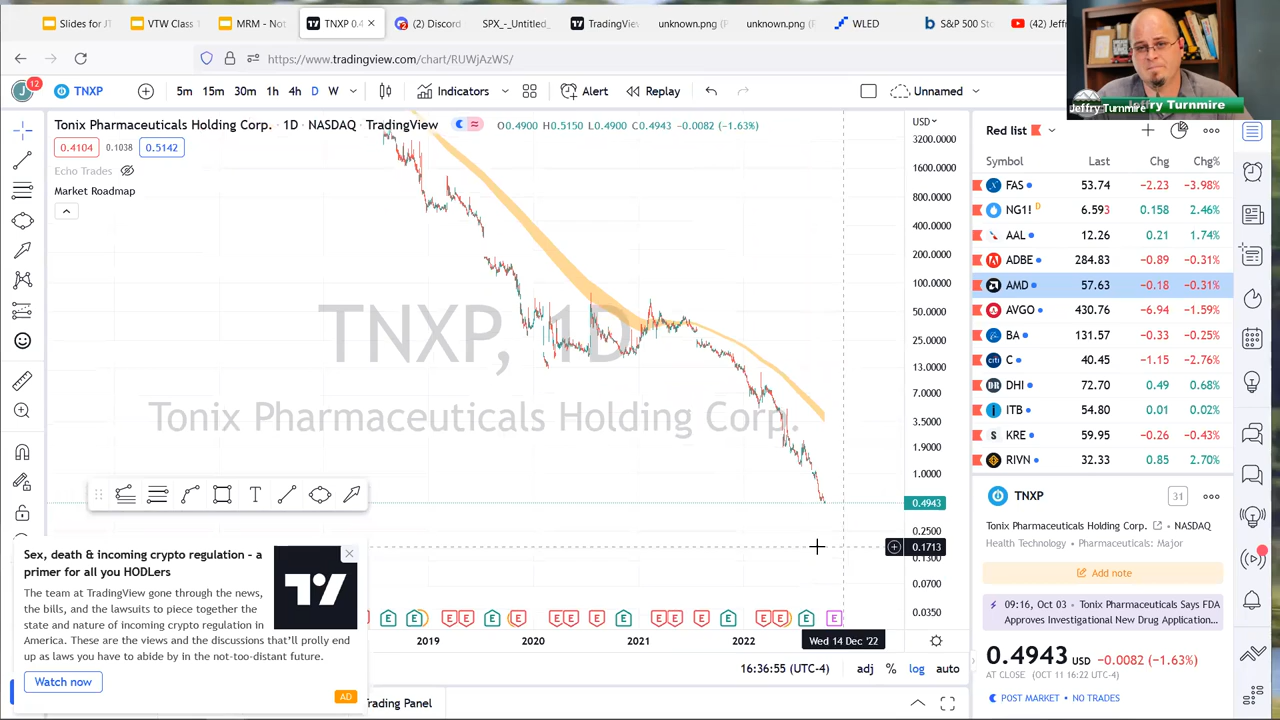 Slides for JT
VTW Class 1
MRM - Not
TNXP 0.4
(2) Discord
SPX_-_Untitled_
TradingView
unknown.png
unknown.png
WLED
S&P 500 St
(42) Jeff
https://www.tradingview.com/chart/RUWjAzWS/
Jeffry Turnmire
Jeffry Turnmire
J
12
TNXP
5m
15m
30m
1h
4h
D
W
Indicators
Alert
Replay
Unnamed
Tonix Pharmaceuticals Holding Corp. · 1D · NASDAQ · TradingView
O0.4900 H0.5150 L0.4900 C0.4943 −0.0082 (−1.63%)
0.4104
0.1038
0.5142
Echo Trades
Market Roadmap
TNXP, 1D
Tonix Pharmaceuticals Holding Corp.
USD
3200.0000
1600.0000
800.0000
400.0000
200.0000
100.0000
50.0000
25.0000
13.0000
7.0000
3.5000
1.9000
1.0000
0.4943
0.2500
0.1713
0.1300
0.0700
0.0350
Red list
Symbol
Last
Chg
Chg%
FAS 53.74 −2.23 −3.98%
NG1! D 6.593 0.158 2.46%
AAL 12.26 0.21 1.74%
ADBE 284.83 −0.89 −0.31%
AMD 57.63 −0.18 −0.31%
AVGO 430.76 −6.94 −1.59%
BA 131.57 −0.33 −0.25%
citi C 40.45 −1.15 −2.76%
DHI 72.70 0.49 0.68%
ITB 54.80 0.01 0.02%
KRE 59.95 −0.26 −0.43%
RIVN 32.33 0.85 2.70%
TNXP
31
Tonix Pharmaceuticals Holding Corp.
NASDAQ
Health Technology • Pharmaceuticals: Major
Add note
09:16, Oct 03 • Tonix Pharmaceuticals Says FDA
Approves Investigational New Drug Application...
0.4943 USD −0.0082 (−1.63%)
AT CLOSE (OCT 11 16:22 UTC-4)
POST MARKET • NO TRADES
Sex, death & incoming crypto regulation – a
primer for all you HODLers
The team at TradingView gone through the news,
the bills, and the lawsuits to piece together the
state and nature of incoming crypto regulation in
America. These are the views and the discussions that'll prolly end
up as laws you have to abide by in the not-too-distant future.
Watch now
AD
E E E E E E E E E E E E E E E E
2019
2020
2021
2022
Wed 14 Dec '22
16:36:55 (UTC-4)
adj
%
log
auto
rading Panel